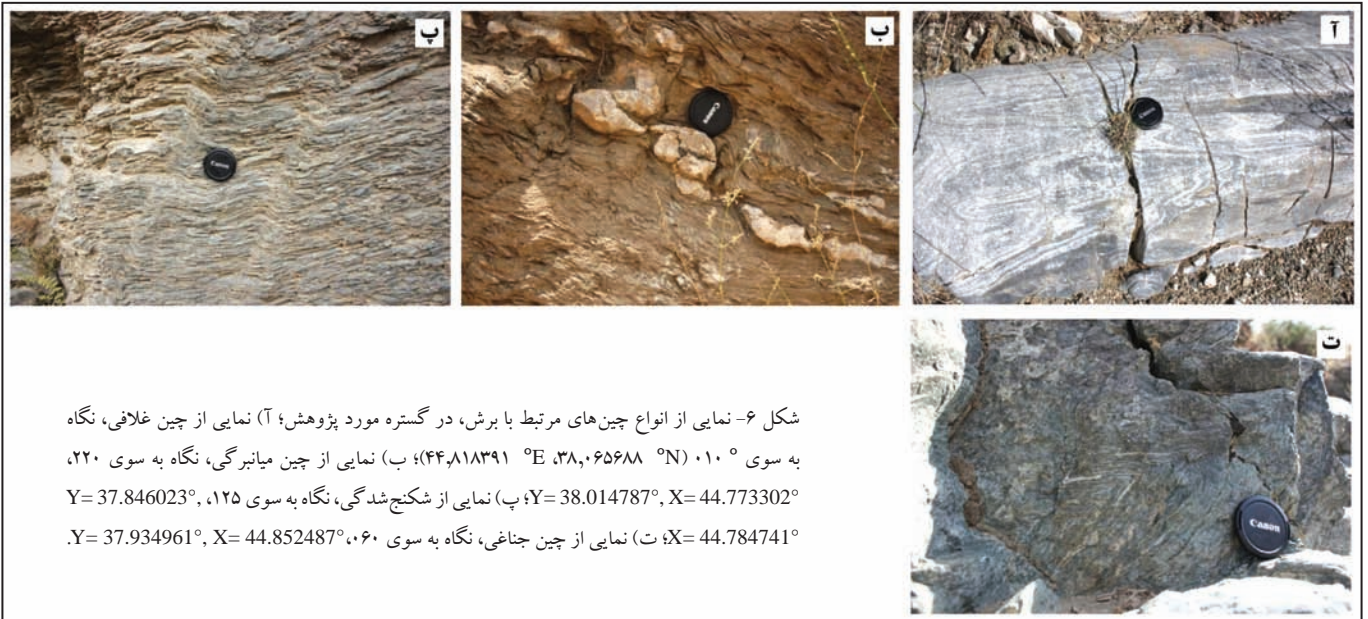 آ
ب
پ
Canon
Canon
Canon
ت
Canon
شکل ۶- نمایی از انواع چین‌های مرتبط با برش، در گستره مورد پژوهش؛ آ) نمایی از چین غلافی، نگاه
به سوی ° ۰۱۰ (N° ۳۸,۰۶۵۶۸۸، E° ۴۴,۸۱۸۳۹۱)؛ ب) نمایی از چین میانبرگی، نگاه به سوی ۲۲۰،
Y= 38.014787°, X= 44.773302°؛ پ) نمایی از شکنج‌شدگی، نگاه به سوی ۱۲۵، Y= 37.846023°,
X= 44.784741°؛ ت) نمایی از چین جناغی، نگاه به سوی ۰۶۰، Y= 37.934961°, X= 44.852487°.